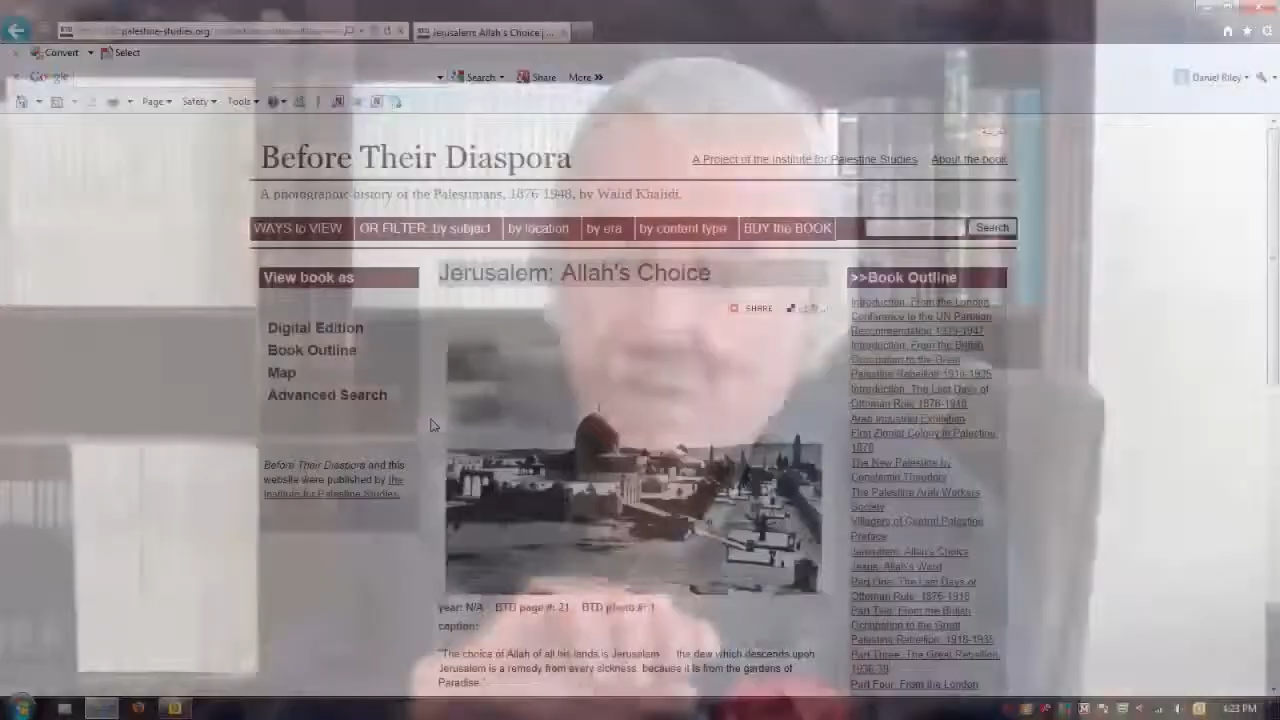 palestine-studies.org
Jerusalem: Allah's Choice | ...
Convert
Select
Google
Search
Share
More »
Daniel Riley
Page
Safety
Tools
Before Their Diaspora
A Project of the Institute for Palestine Studies
About the book
A photographic history of the Palestinians, 1876-1948, by Walid Khalidi.
WAYS to VIEW
OR FILTER: by subject
by location
by era
by content type
BUY the BOOK
Search
View book as
Digital Edition
Book Outline
Map
Advanced Search
Before Their Diaspora and this
website were published by the
Institute for Palestine Studies.
Jerusalem: Allah's Choice
SHARE
year: N/A BTD page #: 21 BTD photo #: 1
caption:
"The choice of Allah of all his lands is Jerusalem the dew which descends upon
Jerusalem is a remedy from every sickness, because it is from the gardens of
Paradise."
>>Book Outline
Introduction: From the London
Conference to the UN Partition
Recommendation 1939-1947
Introduction: From the British
Occupation to the Great
Palestine Rebellion 1918-1935
Introduction: The Last Days of
Ottoman Rule 1876-1918
Arab Industrial Exhibition
First Zionist Colony in Palestine,
1878
The New Palestine by
Society
The Palestine Arab Workers
Villagers of Central Palestine
Preface
Jerusalem: Allah's Choice
Jesus: Allah's Word
Part One: The Last Days of
Ottoman Rule: 1876-1918
Part Two: From the British
Occupation to the Great
Palestine Rebellion: 1918-1935
Part Three: The Great Rebellion,
1936-39
Part Four: From the London
4:23 PM